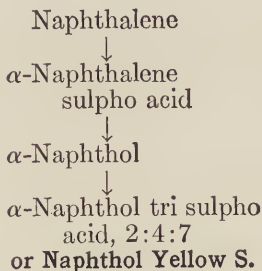 Naphthalene
α-Naphthalene
sulpho acid
α-Naphthol
α-Naphthol tri sulpho
acid, 2:4:7
or Naphthol Yellow S.